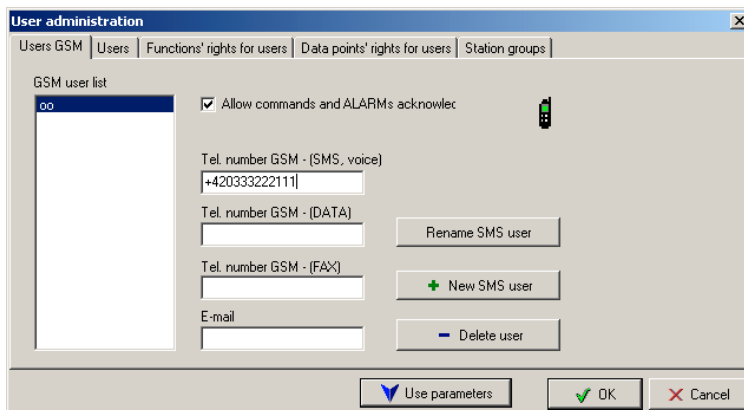 User administration
Users GSM
Users
Functions' rights for users
Data points' rights for users
Station groups
GSM user list
oo
Allow commands and ALARMs acknowlec
Tel. number GSM - (SMS, voice)
+420333222111
Tel. number GSM - (DATA)
Rename SMS user
Tel. number GSM - (FAX)
New SMS user
E-mail
Delete user
Use parameters
OK
Cancel